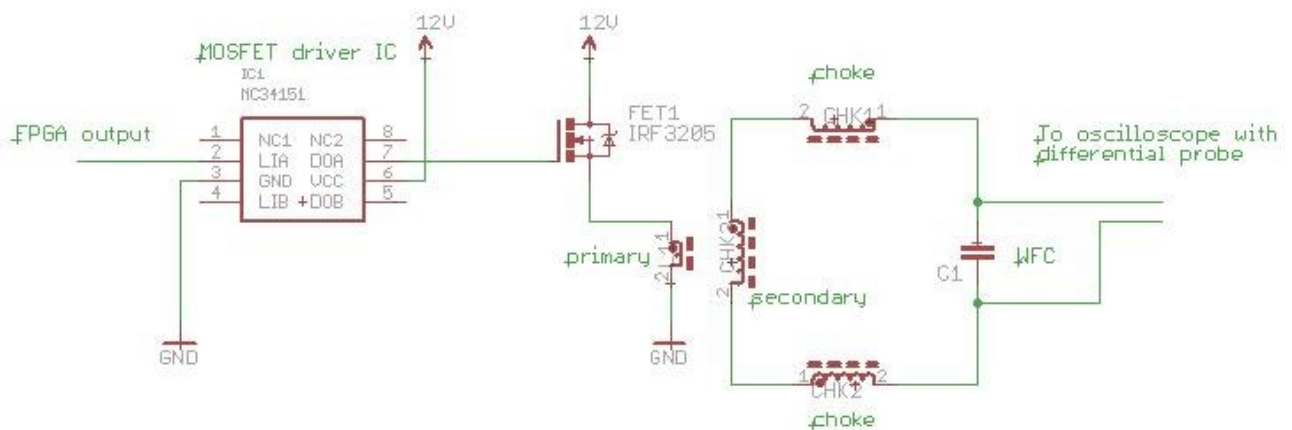 12V
12V
MOSFET driver IC
IC1
NC34151
choke
2
CHK1
1
FET1
IRF3205
FPGA output
To oscilloscope with
differential probe
1 NC1 NC2 8
2 LIA DOA 7
3 GND VCC 6
4 LIB +DOB 5
primary
1
2
1
2
secondary
C1
WFC
GND
GND
1
CHK2
2
choke